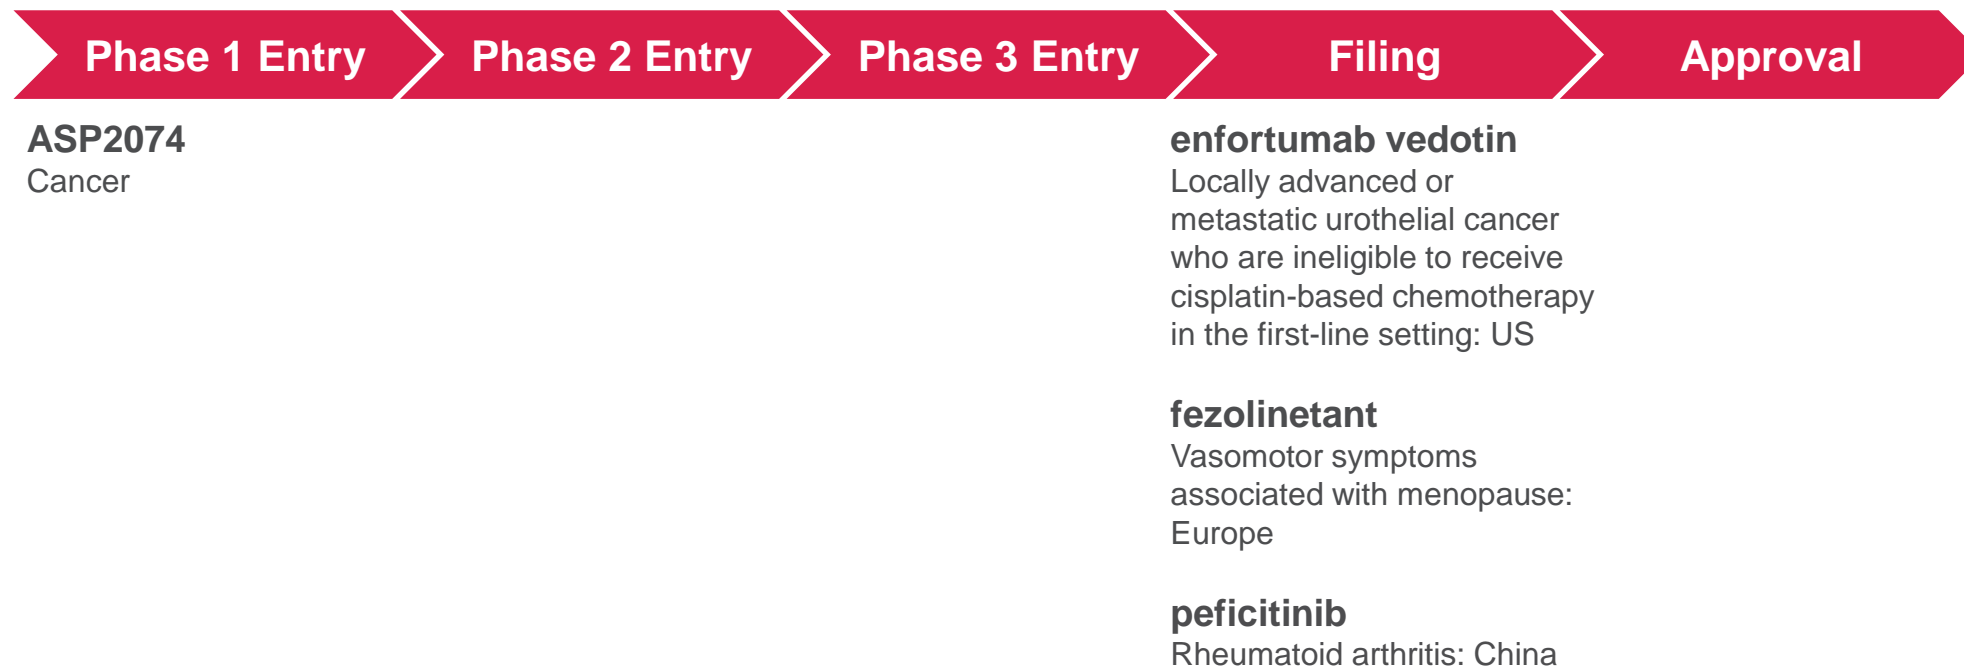 Phase 1 Entry
Phase 2 Entry
Phase 3 Entry
Filing
Approval
ASP2074
Cancer
enfortumab vedotin
Locally advanced or
metastatic urothelial cancer
who are ineligible to receive
cisplatin-based chemotherapy
in the first-line setting: US
fezolinetant
Vasomotor symptoms
associated with menopause:
Europe
peficitinib
Rheumatoid arthritis: China